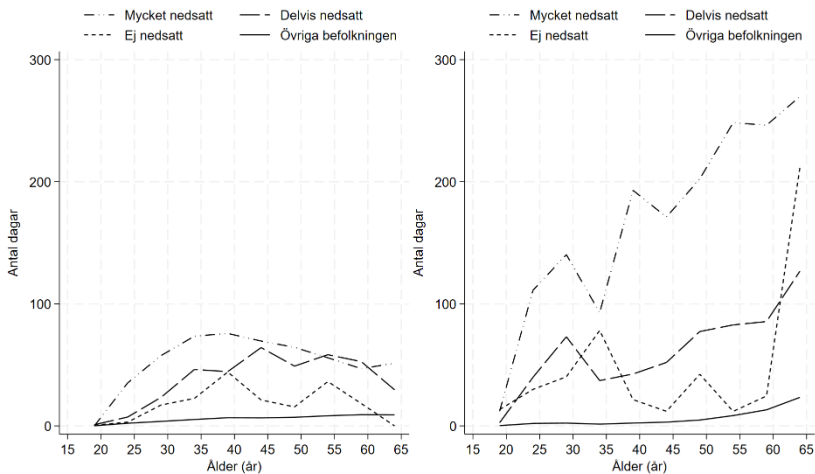 Mycket nedsatt Delvis nedsatt
Ej nedsatt Övriga befolkningen
300
200
100
0
Antal dagar
15 20 25 30 35 40 45 50 55 60 65
Ålder (år)
Mycket nedsatt Delvis nedsatt
Ej nedsatt Övriga befolkningen
300
200
100
0
Antal dagar
15 20 25 30 35 40 45 50 55 60 65
Ålder (år)